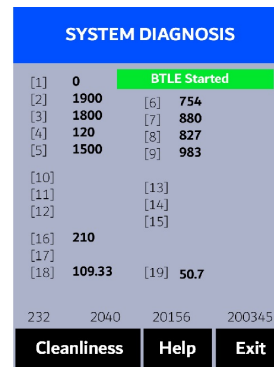 SYSTEM DIAGNOSIS
[1] 0 BTLE Started
[2] 1900 [6] 754
[3] 1800 [7] 880
[4] 120 [8] 827
[5] 1500 [9] 983
[10]
[11] [13]
[12] [14]
[15]
[16] 210
[17]
[18] 109.33 [19] 50.7
232 2040 20156 200345
Cleanliness Help Exit